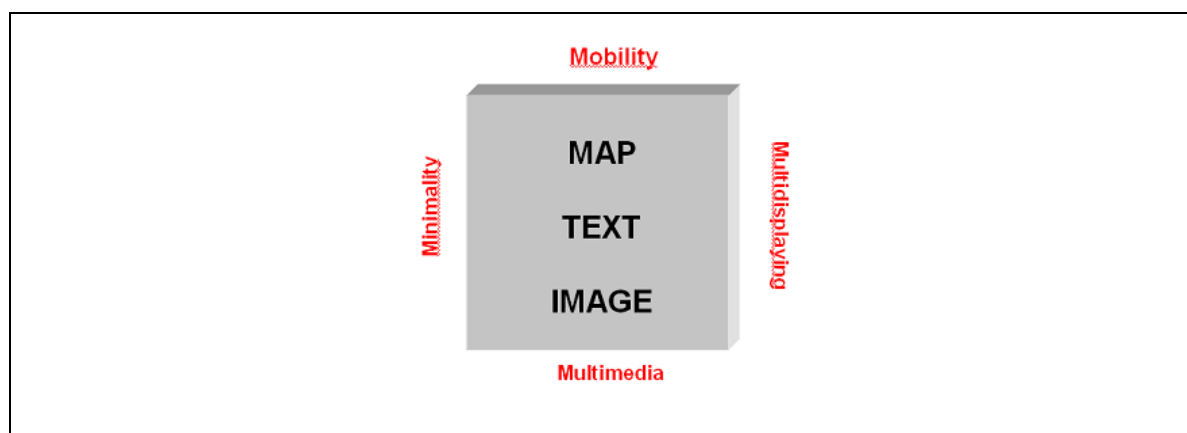 Mobility
Minimality
MAP
TEXT
IMAGE
Multidisplaying
Multimedia